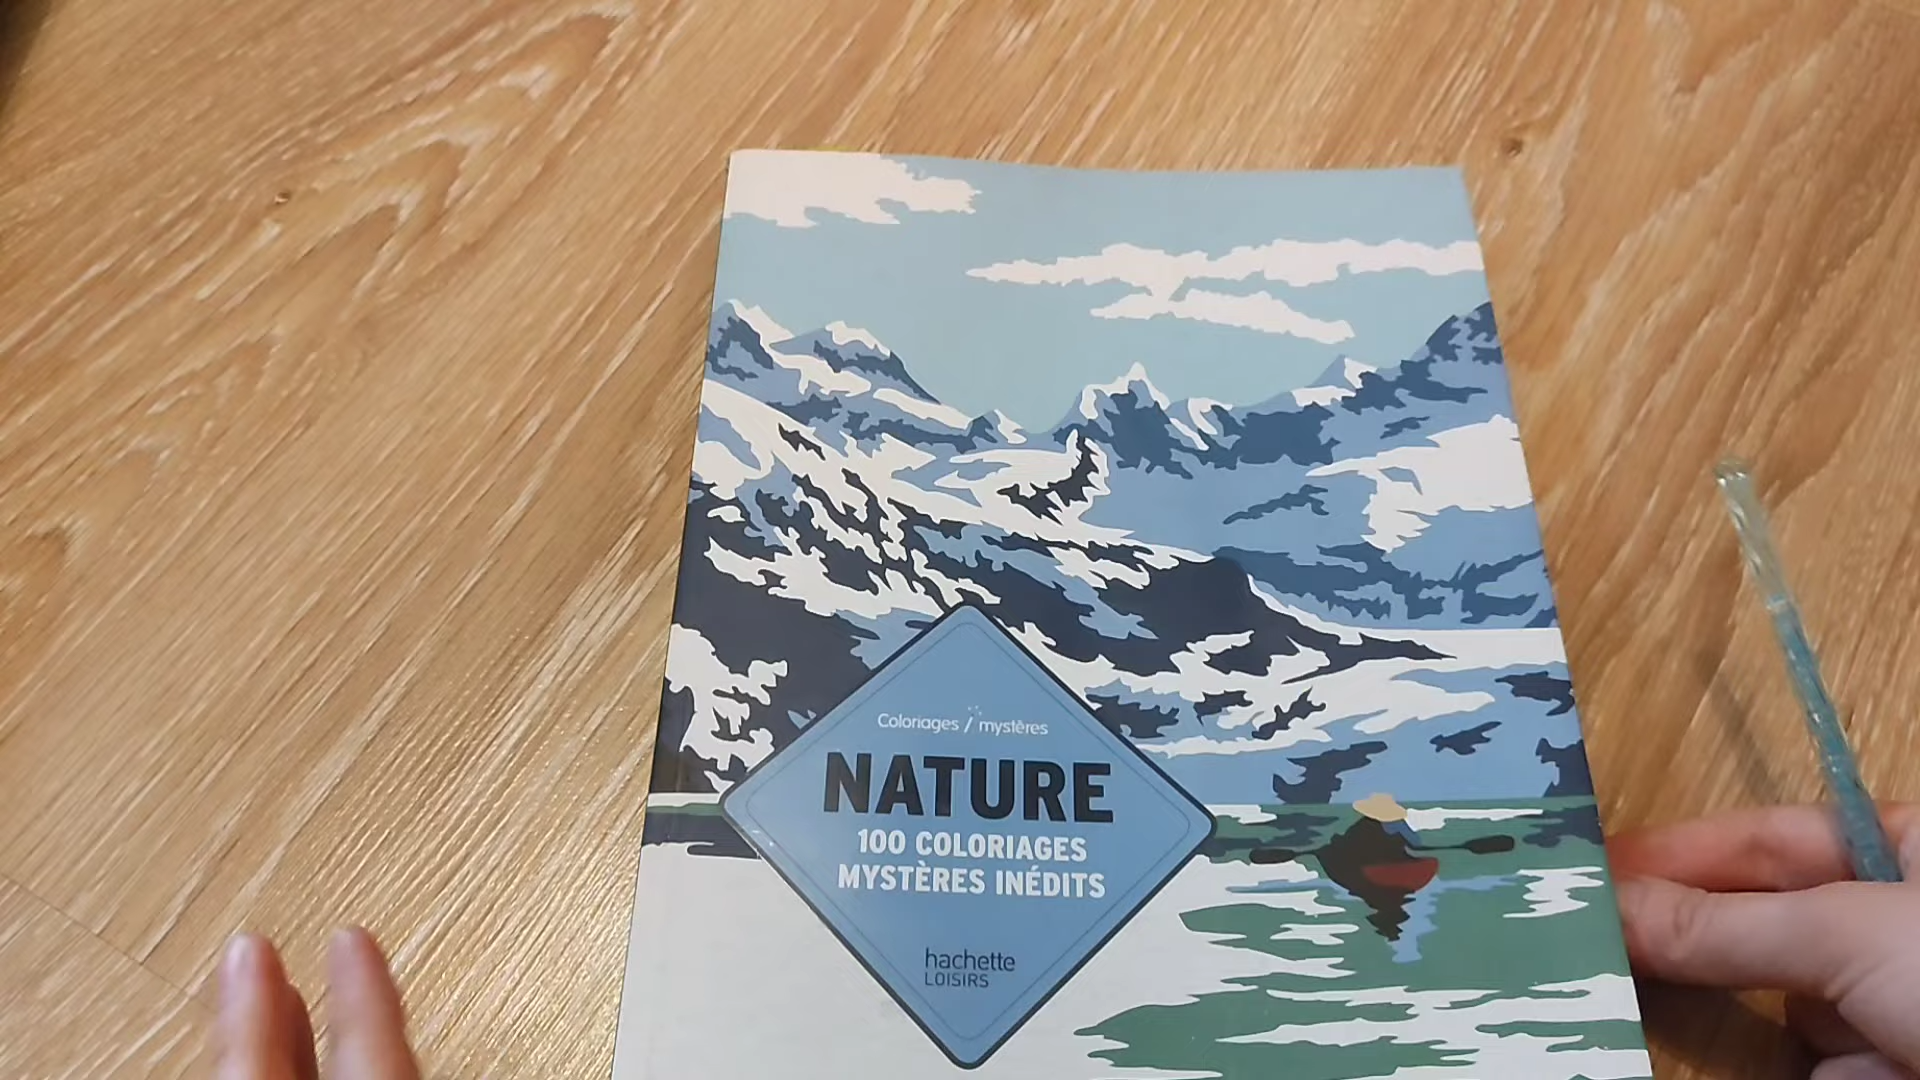 Coloriages / mystères
NATURE
100 COLORIAGES
MYSTÈRES INÉDITS
hachette
LOISIRS